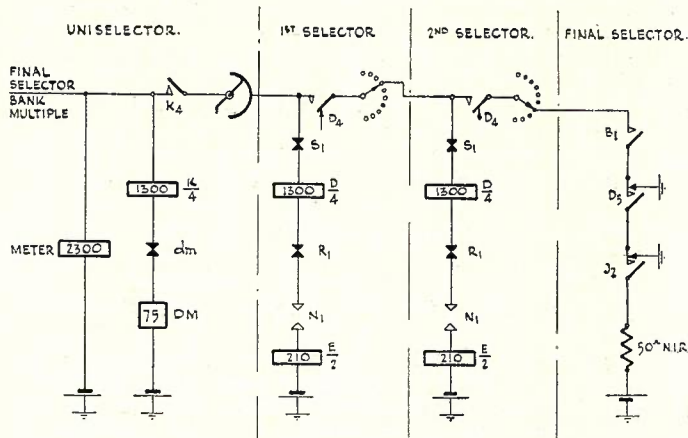 UNISELECTOR.
1ST SELECTOR
2ND SELECTOR.
FINAL SELECTOR.
FINAL
SELECTOR
BANK
MULTIPLE
K4
D4
D4
S1
S1
B1
1300 K/4
1300 D/4
1300 D/4
D5
METER 2300
dm
R1
R1
J2
75 DM
N1
N1
210 E/2
210 E/2
50Ω N.I.R.